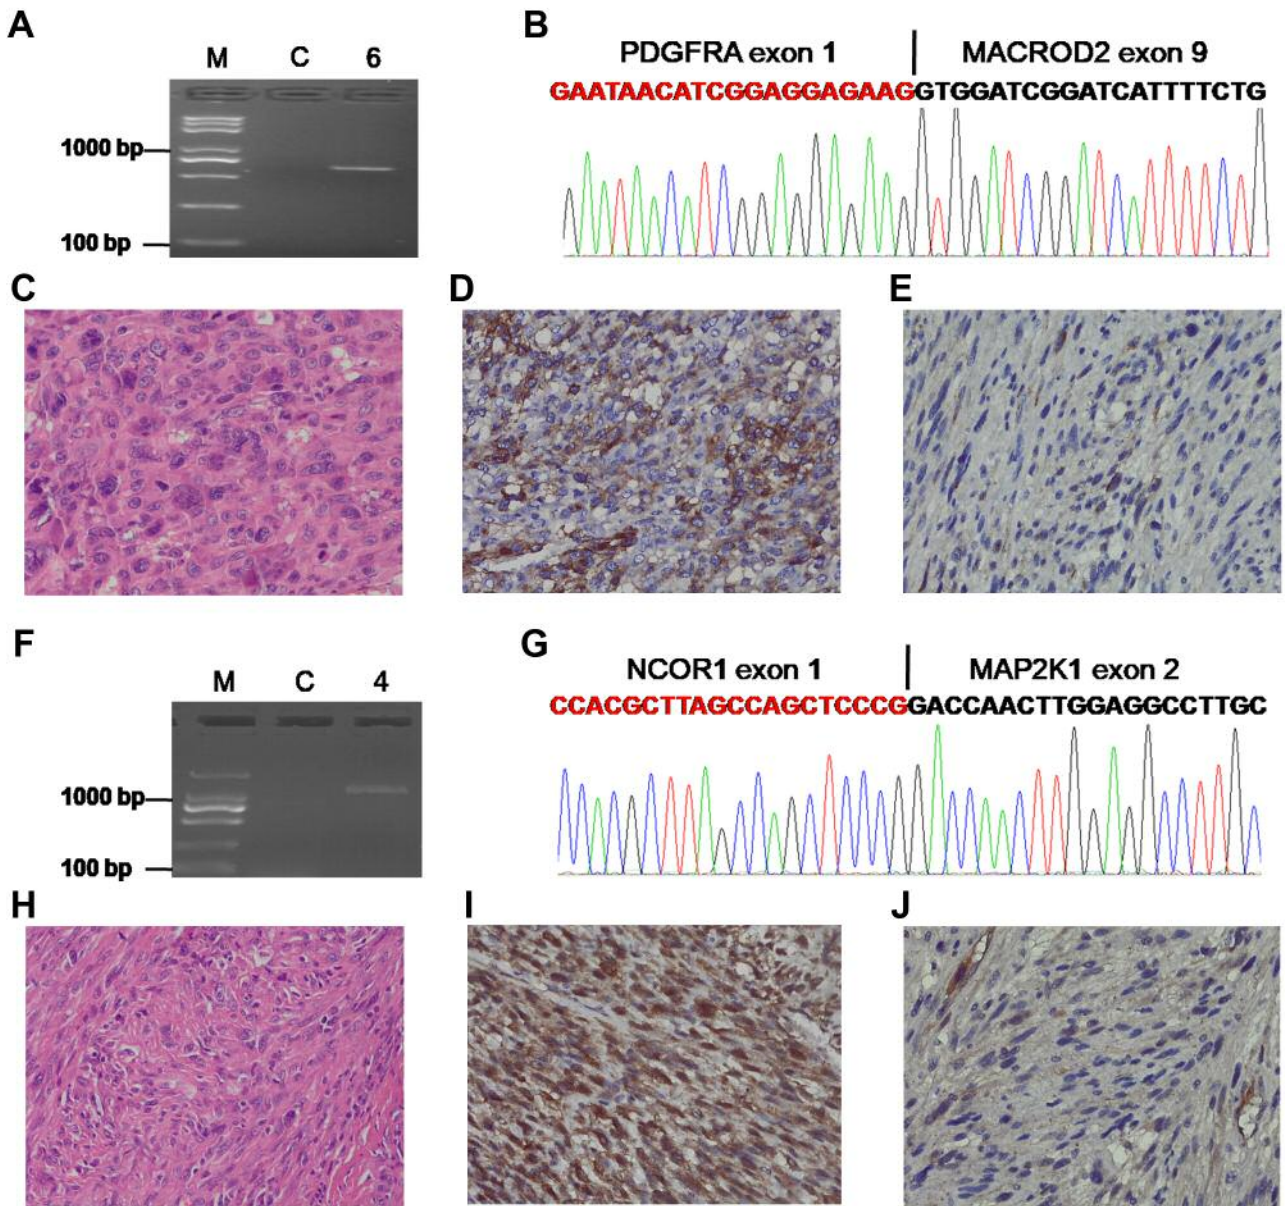 A
M C 6
1000 bp
100 bp
B
PDGFRA exon 1 | MACROD2 exon 9
GAATAACATCGGAGGAGAAGGTGGATCGGATCATTTTCTG
C
D
E
F
M C 4
1000 bp
100 bp
G
NCOR1 exon 1 | MAP2K1 exon 2
CCACGCTTAGCCAGCTCCCGGACCAACTTGGAGGCCTTGC
H
I
J